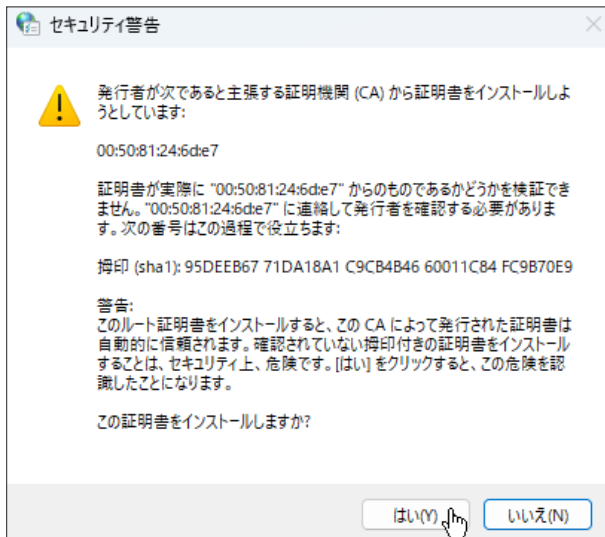 セキュリティ警告
発行者が次であると主張する証明機関 (CA) から証明書をインストールしよ
うとしています:
00:50:81:24:6d:e7
証明書が実際に "00:50:81:24:6d:e7" からのものであるかどうかを検証でき
ません。"00:50:81:24:6d:e7" に連絡して発行者を確認する必要がありま
す。次の番号はこの過程で役立ちます:
拇印 (sha1): 95DEEB67 71DA18A1 C9CB4B46 60011C84 FC9B70E9
警告:
このルート証明書をインストールすると、この CA によって発行された証明書は
自動的に信頼されます。確認されていない拇印付きの証明書をインストール
することは、セキュリティ上、危険です。[はい] をクリックすると、この危険を認
識したことになります。
この証明書をインストールしますか?
はい(Y)
いいえ(N)